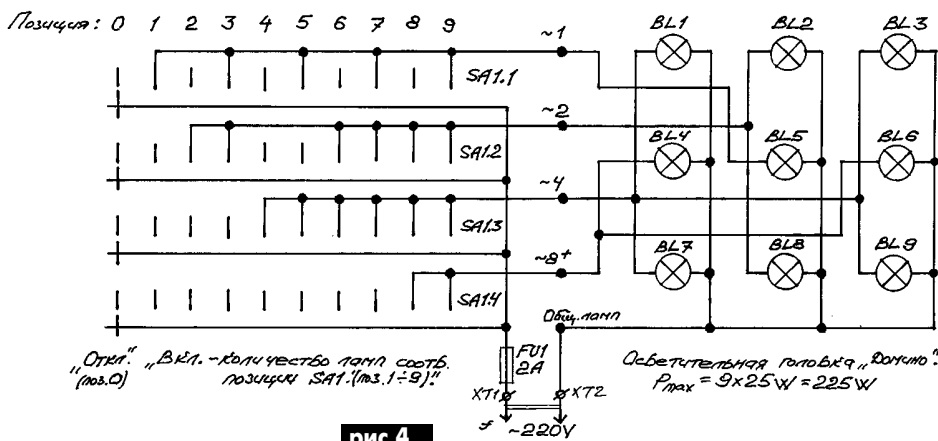 Позиция: 0 1 2 3 4 5 6 7 8 9
~1
BL1
BL2
BL3
SA1.1
~2
BL4
BL5
BL6
SA1.2
~4
SA1.3
~8+
BL7
BL8
BL9
SA1.4
Общ. ламп
„Откл." „Вкл. - количество ламп соотв.
(поз.0) позиции SA1." (поз.1÷9)"
FU1
2A
Осветительная головка „Домино":
Pmax = 9x25w = 225w
XT1
XT2
~220V
рис 4